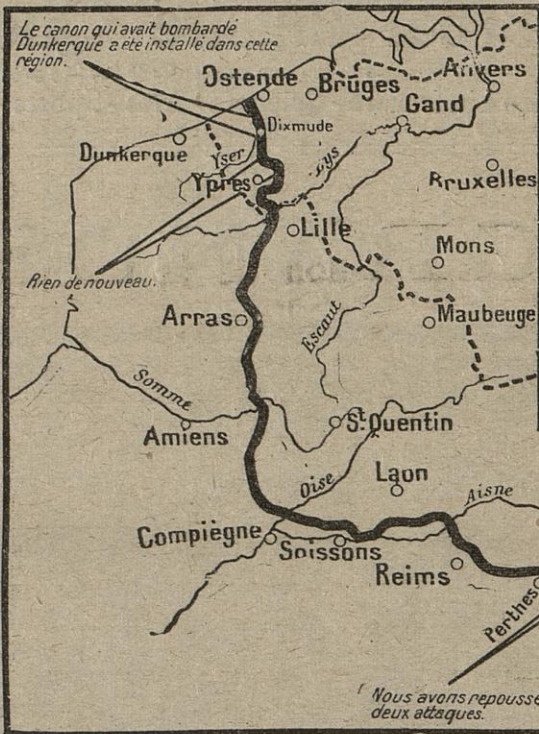 Le canon qui avait bombardé
Dunkerque a été installé dans cette
région.
Ostende
Bruges
Anvers
Gand
Dixmude
Dunkerque
Yser
Lys
Ypres
Bruxelles
Lille
Mons
Rien de nouveau.
Arras
Escaut
Maubeuge
Somme
Amiens
St Quentin
Oise
Laon
Aisne
Compiègne
Soissons
Reims
Perthes
Nous avons repoussé
deux attaques.